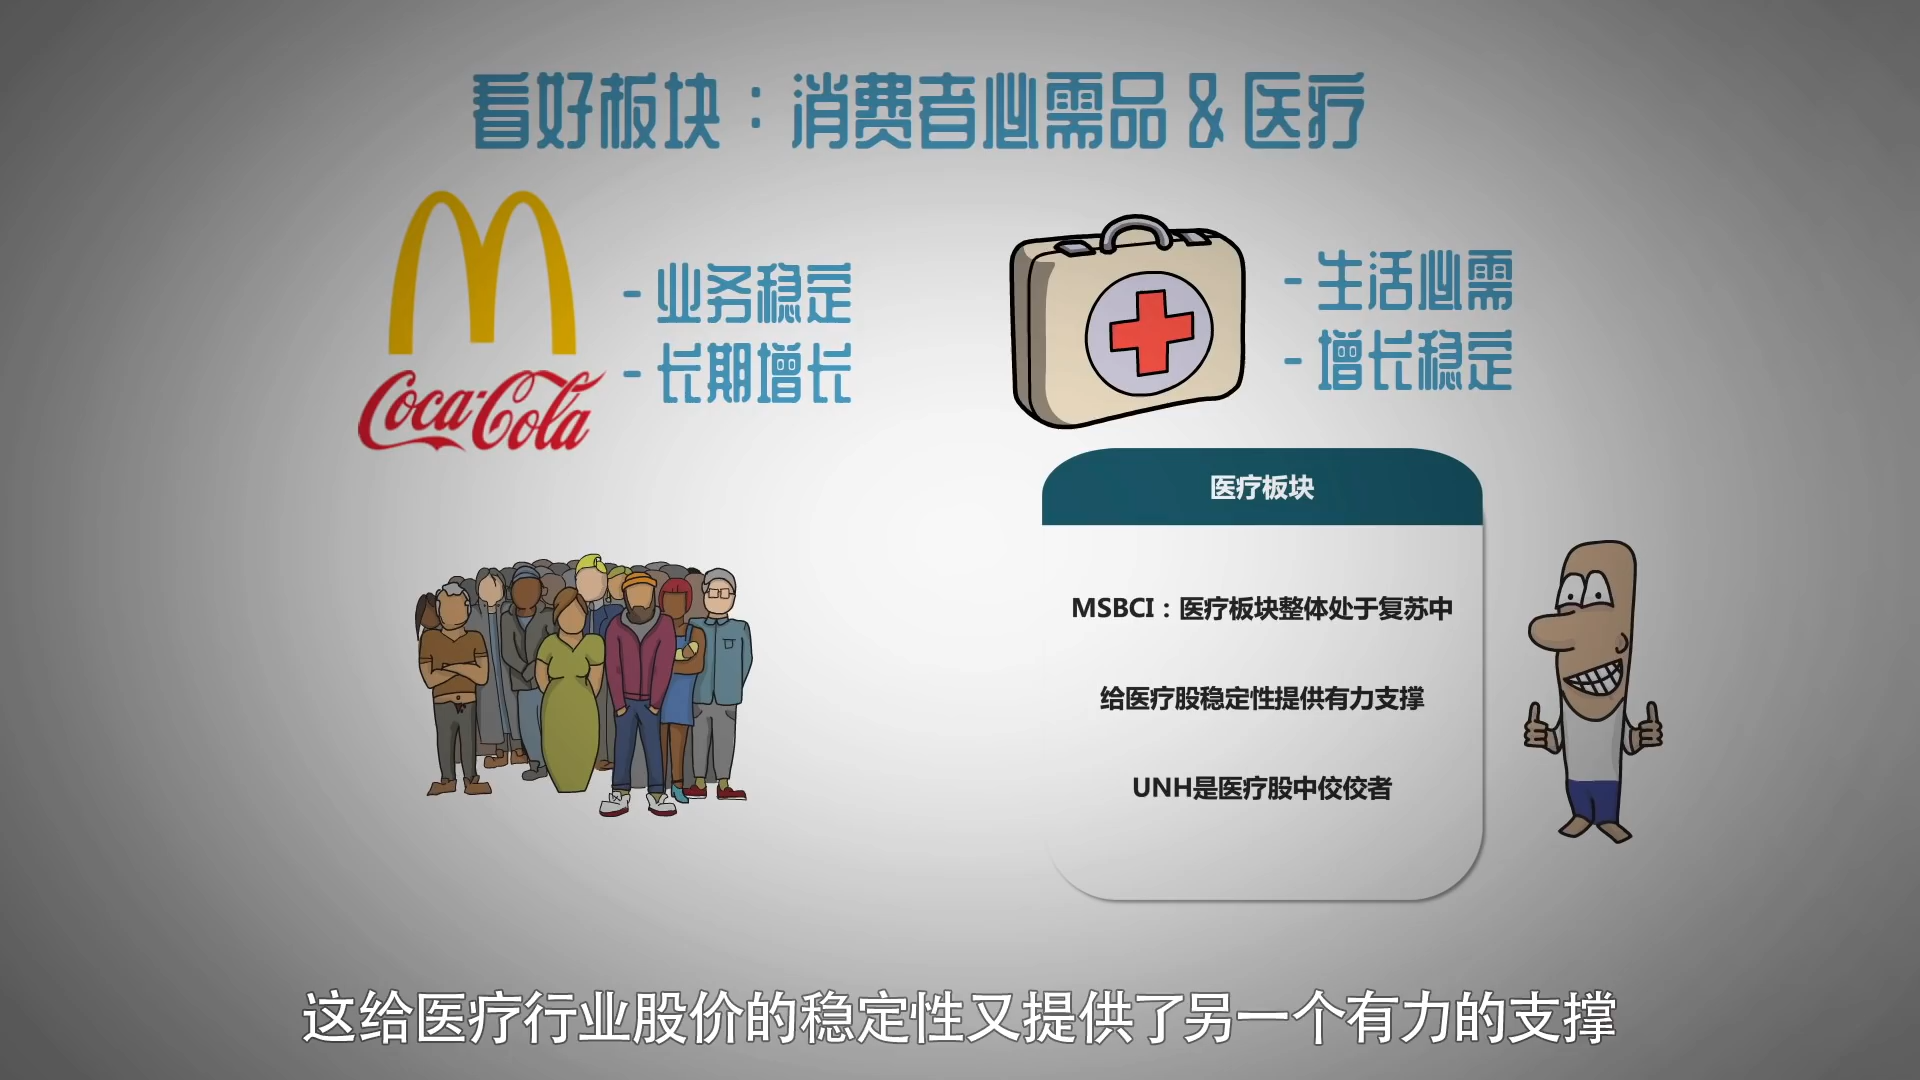 看好板块：消费者必需品 & 医疗
M
Coca-Cola
- 业务稳定
- 长期增长
- 生活必需
- 增长稳定
医疗板块
MSBCI：医疗板块整体处于复苏中
给医疗股稳定性提供有力支撑
UNH是医疗股中佼佼者
这给医疗行业股价的稳定性又提供了另一个有力的支撑